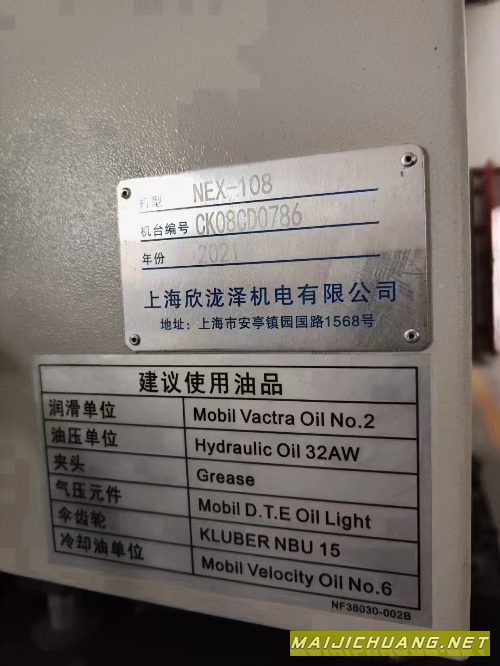 机型 NEX-108
机台编号 CK08CD0786
年份 2021
上海欣泷泽机电有限公司
地址：上海市安亭镇园国路1568号
建议使用油品
润滑单位 Mobil Vactra Oil No.2
油压单位 Hydraulic Oil 32AW
夹头 Grease
气压元件 Mobil D.T.E Oil Light
伞齿轮 KLUBER NBU 15
冷却油单位 Mobil Velocity Oil No.6
NF38030-002B
MAIJICHUANG.NET